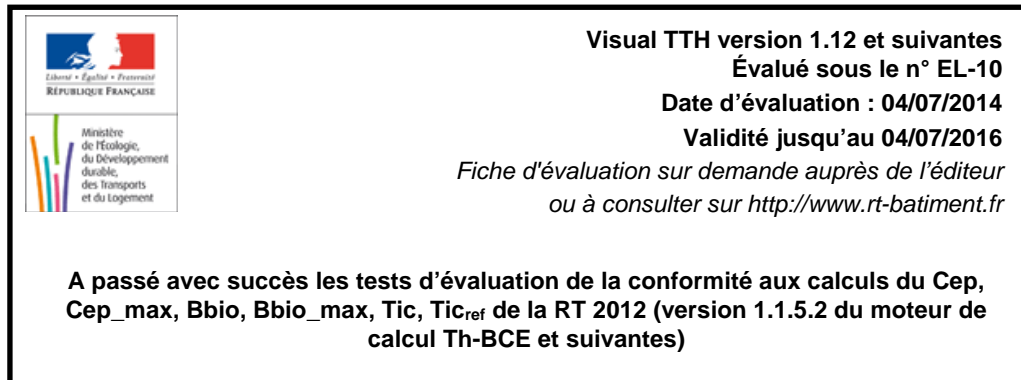 Liberté • Égalité • Fraternité
RÉPUBLIQUE FRANÇAISE
Ministère
de l'Écologie,
du Développement
durable,
des Transports
et du Logement
Visual TTH version 1.12 et suivantes
Évalué sous le n° EL-10
Date d’évaluation : 04/07/2014
Validité jusqu’au 04/07/2016
Fiche d'évaluation sur demande auprès de l’éditeur
ou à consulter sur http://www.rt-batiment.fr
A passé avec succès les tests d’évaluation de la conformité aux calculs du Cep,
Cep_max, Bbio, Bbio_max, Tic, Ticref de la RT 2012 (version 1.1.5.2 du moteur de
calcul Th-BCE et suivantes)